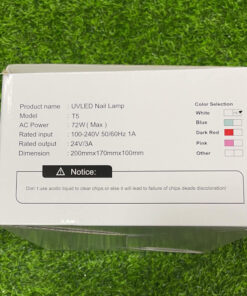 Product name : UVLED Nail Lamp
Model : T5
AC Power : 72W ( Max )
Rated input : 100-240V 50/60Hz 1A
Rated output : 24V/3A
Dimension : 200mmx170mmx100mm
Color Selection
White
Blue
Dark Red
Pink
Other
Notice:
Don't use acidic liquid to clean chips,or else it will lead to failure of chips (leads discoloration)